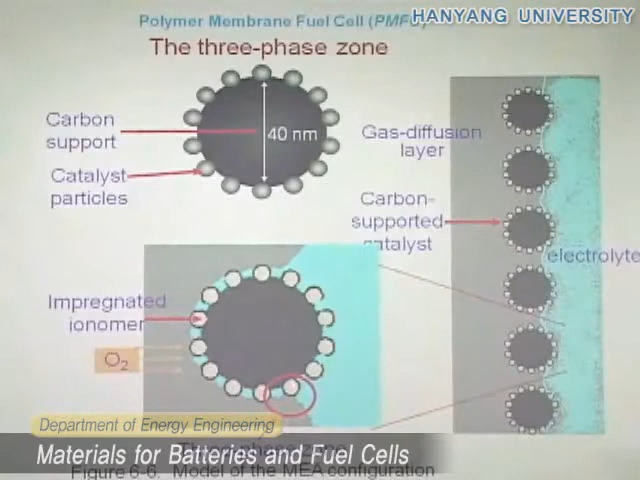 HANYANG UNIVERSITY
Polymer Membrane Fuel Cell
The three-phase zone
Carbon
support
40 nm
Catalyst
particles
Gas-diffusion
layer
Carbon-
supported
catalyst
electrolyte
Impregnated
ionomer
O₂
Department of Energy Engineering
Materials for Batteries and Fuel Cells
Figure 6-6. Model of the MEA configuration